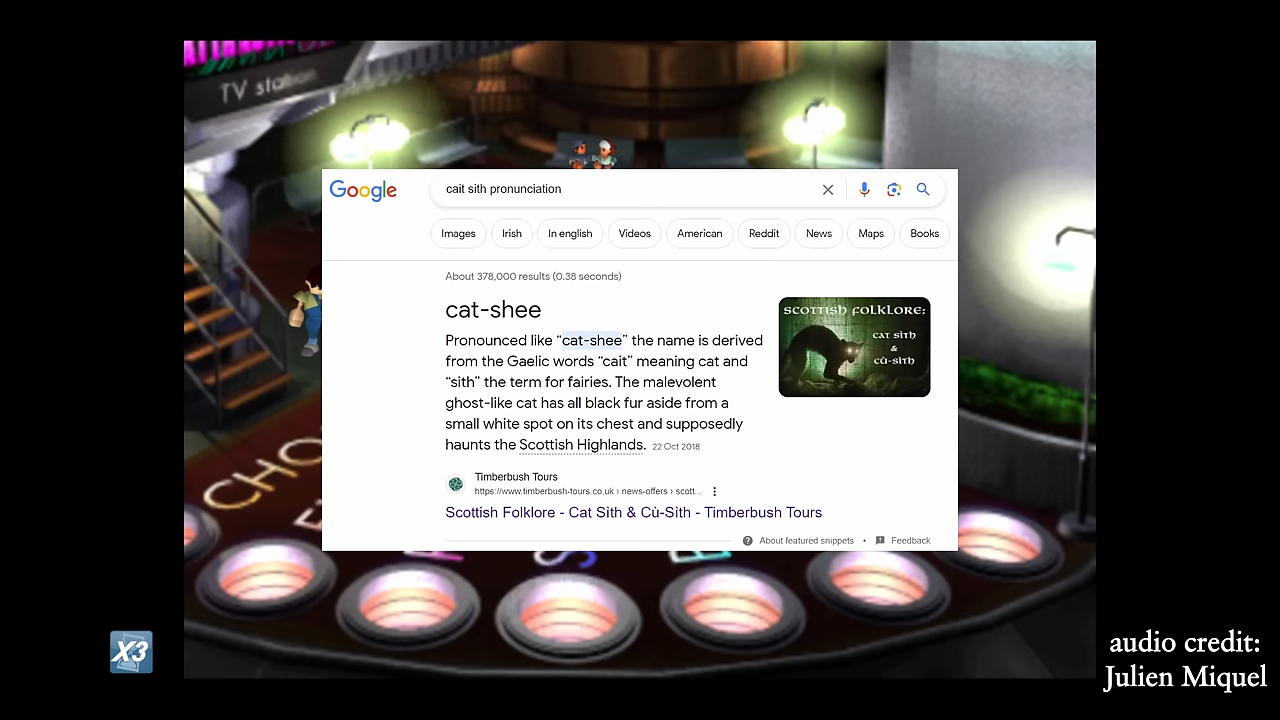 TV station
Google
cait sith pronunciation
Images
Irish
In english
Videos
American
Reddit
News
Maps
Books
About 378,000 results (0.38 seconds)
cat-shee
Pronounced like “cat-shee” the name is derived
from the Gaelic words “cait” meaning cat and
“sith” the term for fairies. The malevolent
ghost-like cat has all black fur aside from a
small white spot on its chest and supposedly
haunts the Scottish Highlands. 22 Oct 2018
SCOTTISH FOLKLORE:
CAT SÌTH
&
CÙ-SÌTH
Timberbush Tours
https://www.timberbush-tours.co.uk › news-offers › scott...
Scottish Folklore - Cat Sith & Cù-Sìth - Timberbush Tours
About featured snippets • Feedback
CHO
X3
audio credit:
Julien Miquel